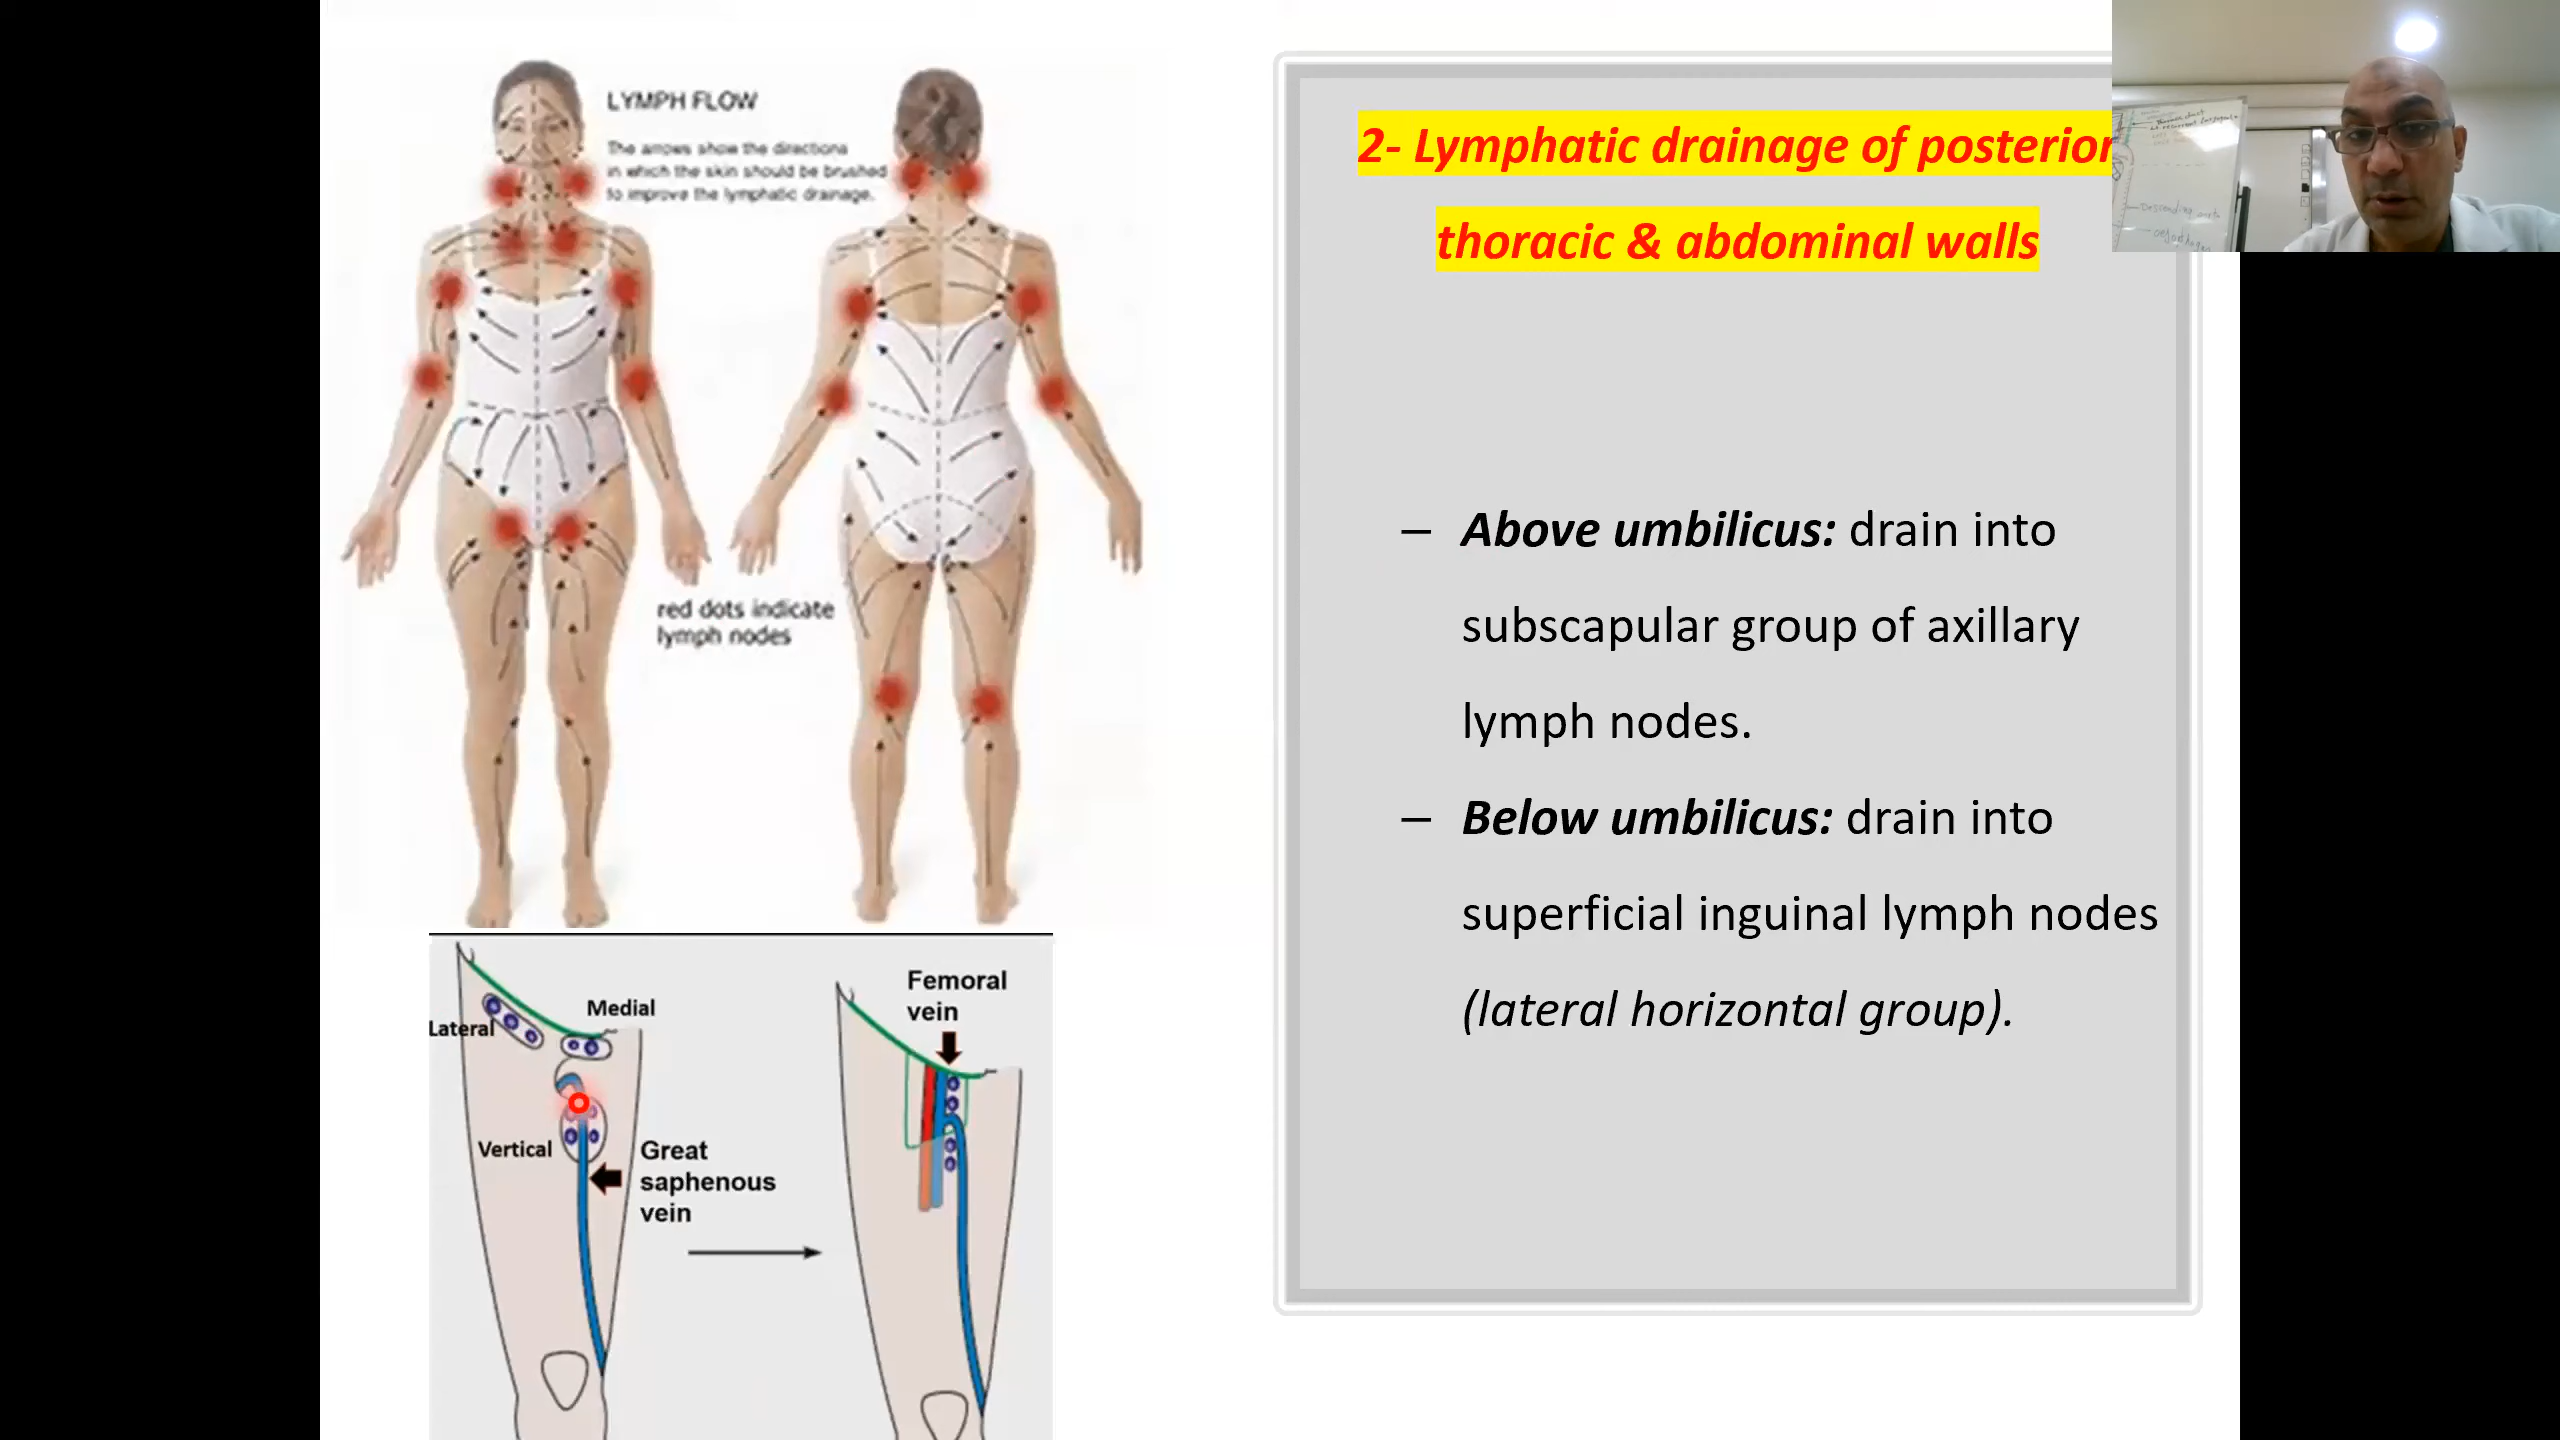 LYMPH FLOW
The arrows show the directions
in which the skin should be brushed
to improve the lymphatic drainage.
red dots indicate
lymph nodes
2- Lymphatic drainage of posterior
thoracic & abdominal walls
– Above umbilicus: drain into
subscapular group of axillary
lymph nodes.
– Below umbilicus: drain into
superficial inguinal lymph nodes
(lateral horizontal group).
Medial
Lateral
Vertical
Great
saphenous
vein
Femoral
vein